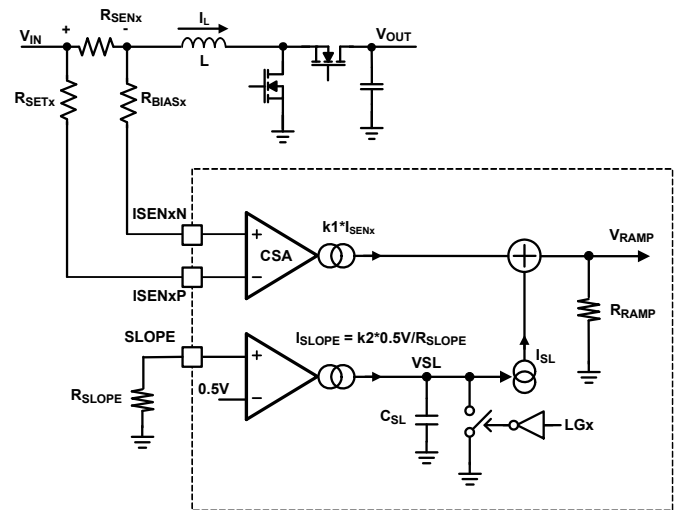 RSENx
VIN
+
-
IL
VOUT
L
RSETx
RBIASx
ISENxN
k1*ISENx
+
CSA
−
VRAMP
ISENxP
RRAMP
SLOPE
ISLOPE = k2*0.5V/RSLOPE
ISL
+
VSL
RSLOPE
0.5V
−
CSL
LGx